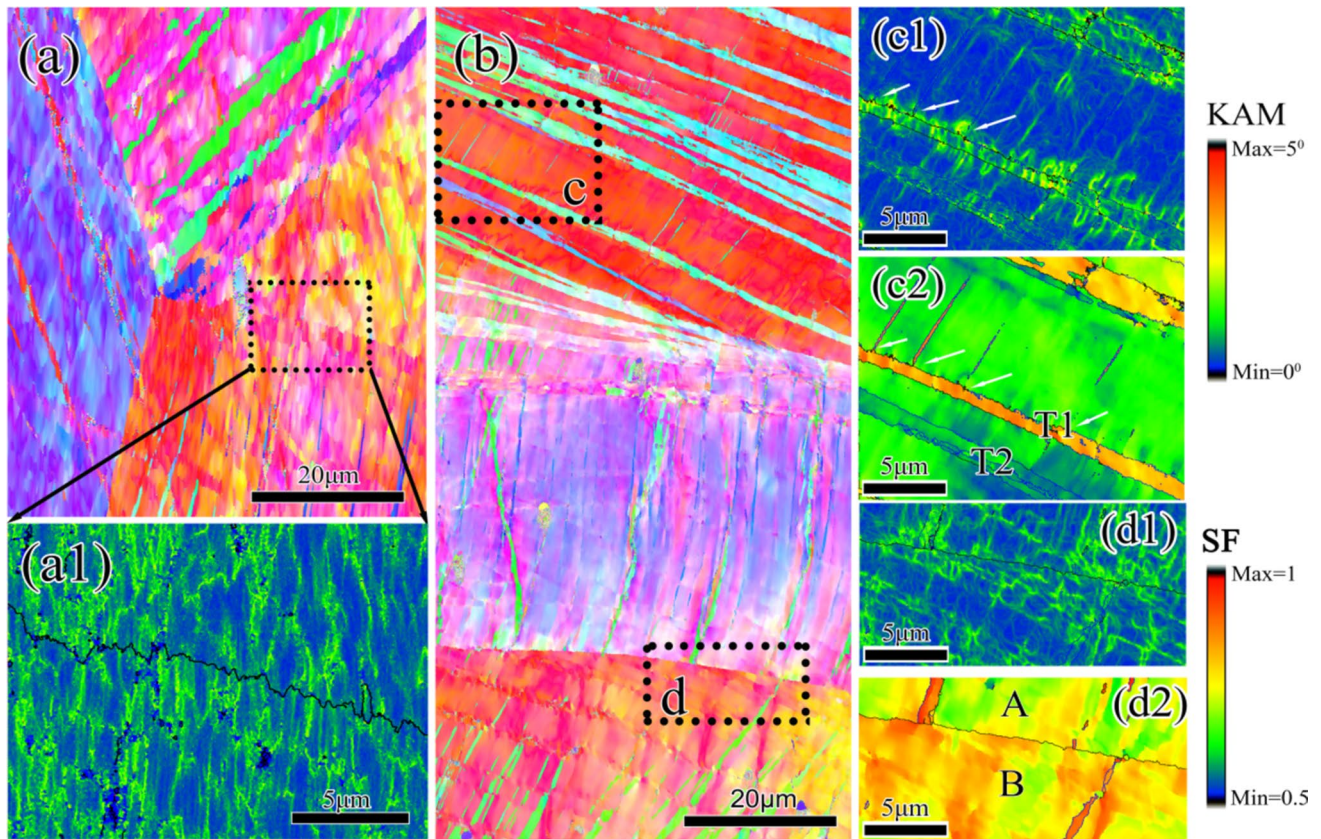 (a)
20μm
(a1)
5μm
(b)
c
d
20μm
(c1)
5μm
(c2)
T1
T2
5μm
(d1)
5μm
A
(d2)
B
5μm
KAM
Max=5⁰
Min=0⁰
SF
Max=1
Min=0.5